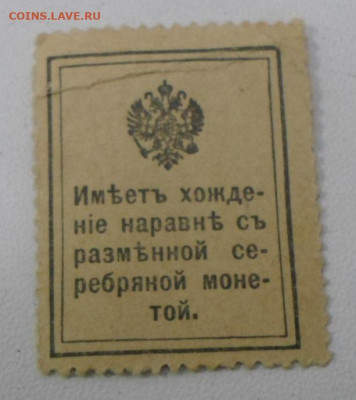 COINS.LAVE.RU
Имѣетъ хожде-
ніе наравнѣ съ
размѣнной се-
ребряной моне-
той.